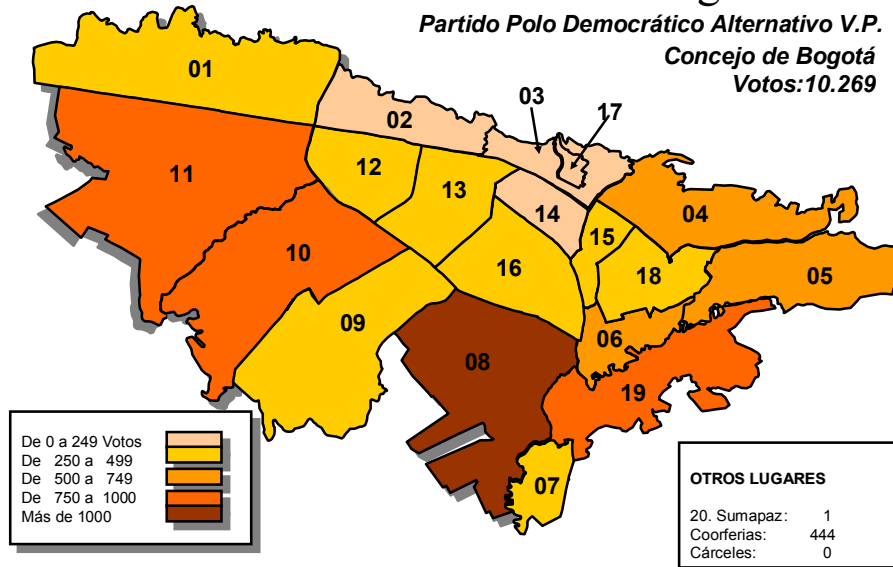 Partido Polo Democrático Alternativo V.P.
Concejo de Bogotá
Votos:10.269
01
02
03
17
11
12
13
14
04
15
10
16
18
05
09
06
08
19
07
De 0 a 249 Votos
De 250 a 499
De 500 a 749
De 750 a 1000
Más de 1000
OTROS LUGARES
20. Sumapaz: 1
Coorferias: 444
Cárceles: 0